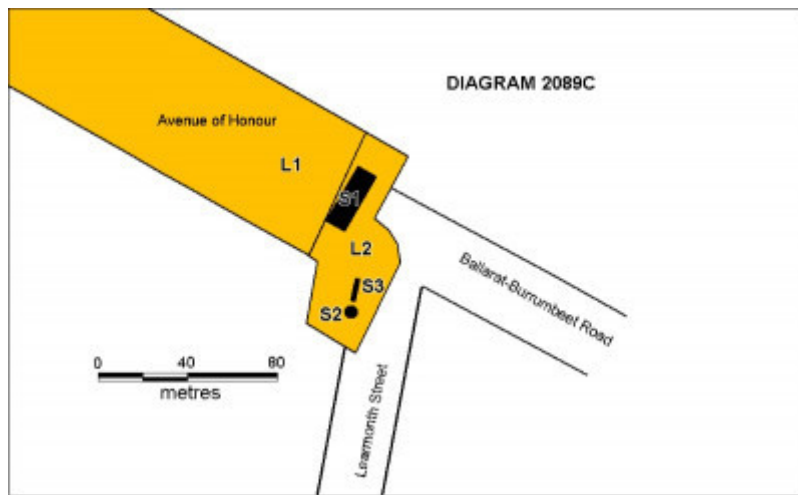 DIAGRAM 2089C
Avenue of Honour
L1
S1
L2
S3
S2
Ballarat-Burrumbeet Road
0 40 80
metres
Learmonth Street